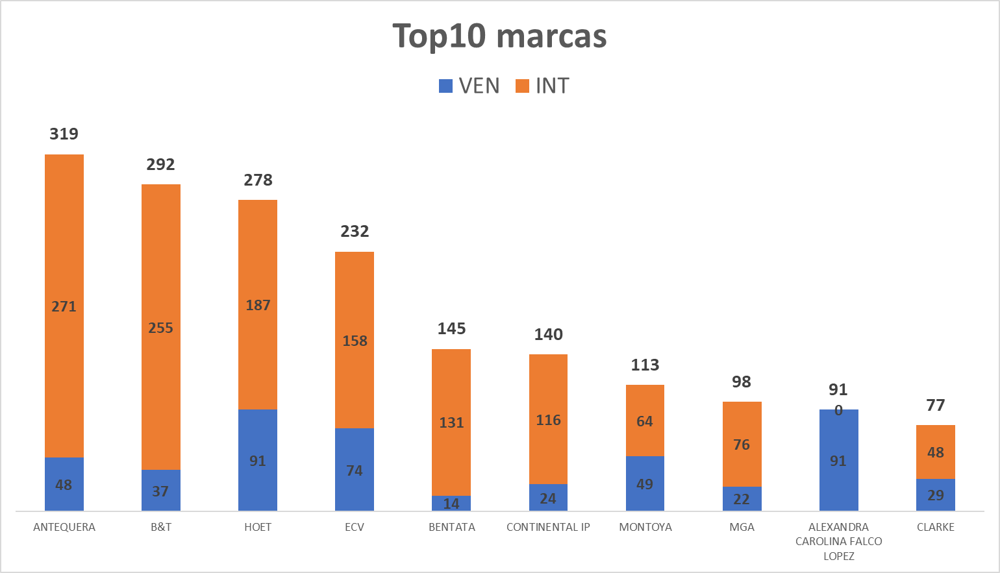 Top10 marcas
VEN INT
319
292
278
232
145
140
113
98
91
77
271
255
187
158
131
116
64
76
0
48
48
37
91
74
14
24
49
22
91
29
ANTEQUERA
B&T
HOET
ECV
BENTATA
CONTINENTAL IP
MONTOYA
MGA
ALEXANDRA
CAROLINA FALCO
LOPEZ
CLARKE